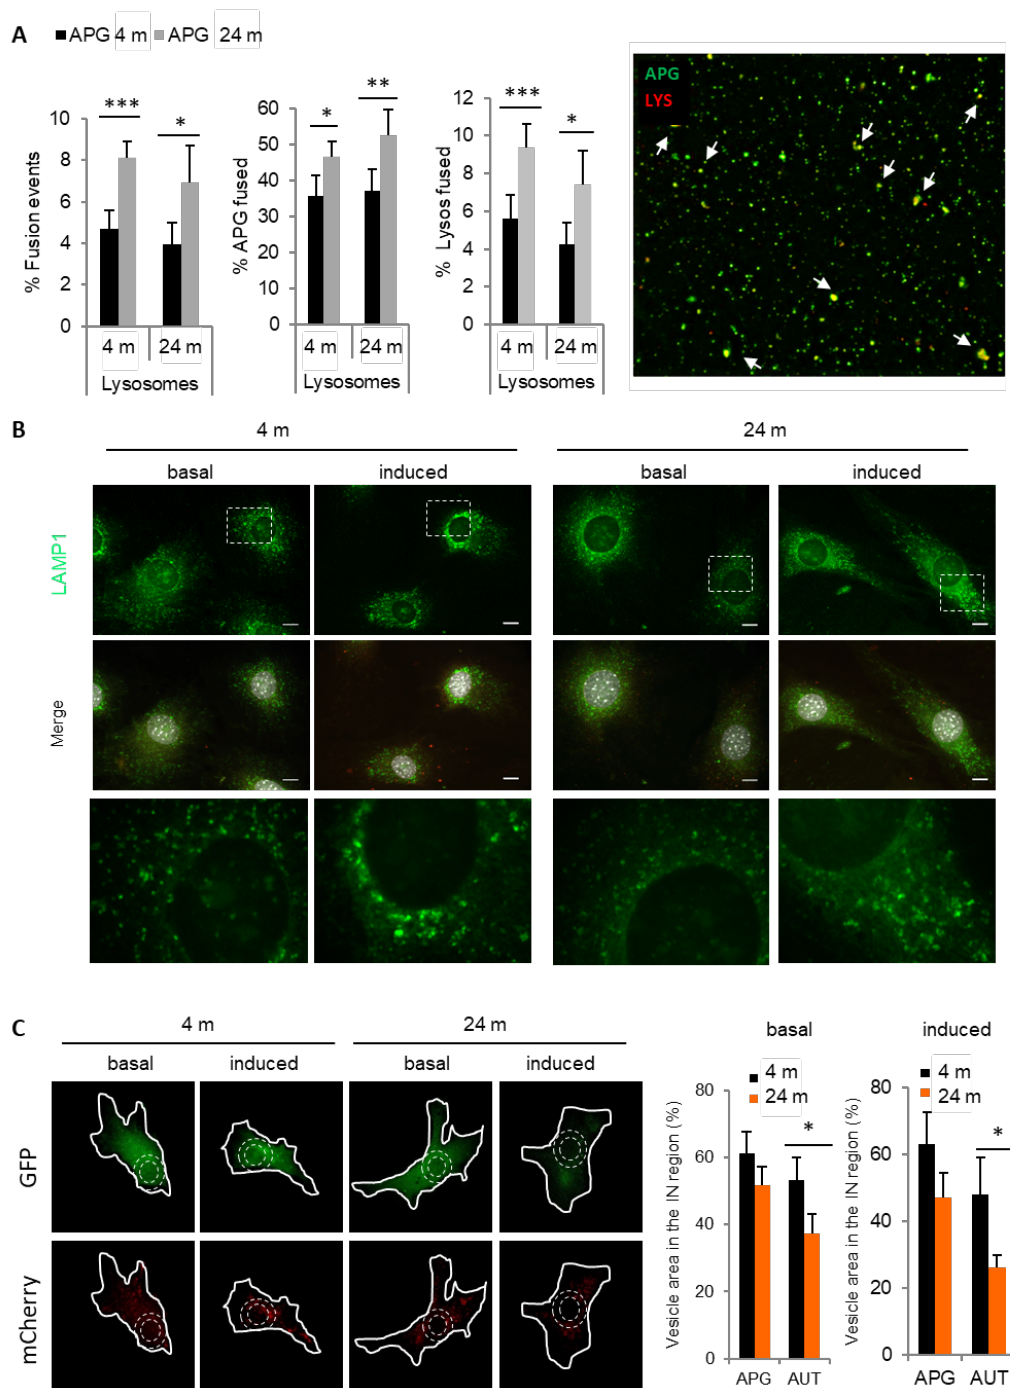 A
APG 4 m APG 24 m
% Fusion events
10
8
6
4
2
0
***
*
4 m 24 m
Lysosomes
% APG fused
60
50
40
30
20
10
0
*
**
4 m 24 m
Lysosomes
% Lysos fused
12
10
8
6
4
2
0
***
*
4 m 24 m
Lysosomes
APG
LYS
B
4 m 24 m
basal induced basal induced
LAMP1
Merge
C
4 m 24 m
basal induced basal induced
GFP
mCherry
basal
4 m
24 m
Vesicle area in the IN region (%)
80
60
40
20
0
*
APG AUT
induced
4 m
24 m
Vesicle area in the IN region (%)
80
60
40
20
0
*
APG AUT